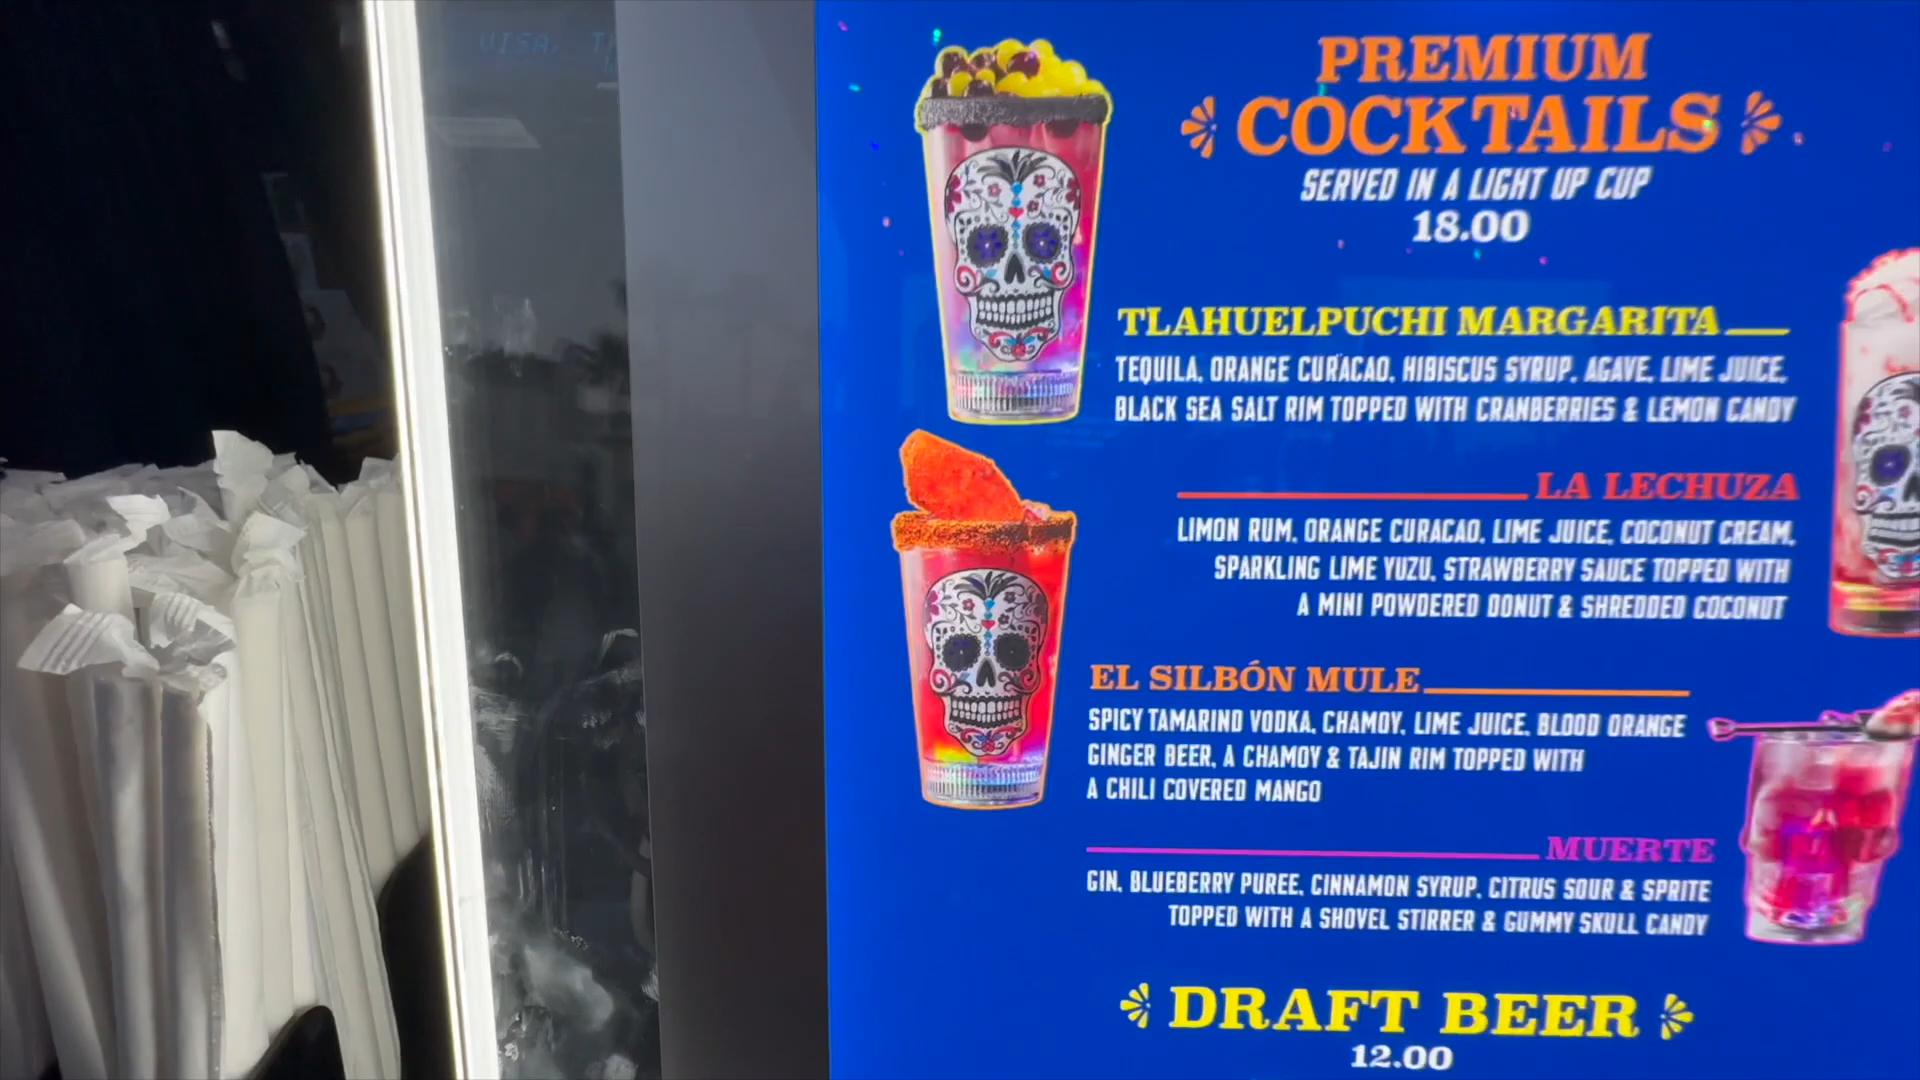 VISA,
PREMIUM
COCKTAILS
SERVED IN A LIGHT UP CUP
18.00
TLAHUELPUCHI MARGARITA
TEQUILA, ORANGE CURACAO, HIBISCUS SYRUP, AGAVE, LIME JUICE,
BLACK SEA SALT RIM TOPPED WITH CRANBERRIES & LEMON CANDY
LA LECHUZA
LIMON RUM, ORANGE CURACAO, LIME JUICE, COCONUT CREAM,
SPARKLING LIME YUZU, STRAWBERRY SAUCE TOPPED WITH
A MINI POWDERED DONUT & SHREDDED COCONUT
EL SILBÓN MULE
SPICY TAMARIND VODKA, CHAMOY, LIME JUICE, BLOOD ORANGE
GINGER BEER, A CHAMOY & TAJIN RIM TOPPED WITH
A CHILI COVERED MANGO
MUERTE
GIN, BLUEBERRY PUREE, CINNAMON SYRUP, CITRUS SOUR & SPRITE
TOPPED WITH A SHOVEL STIRRER & GUMMY SKULL CANDY
DRAFT BEER
12.00